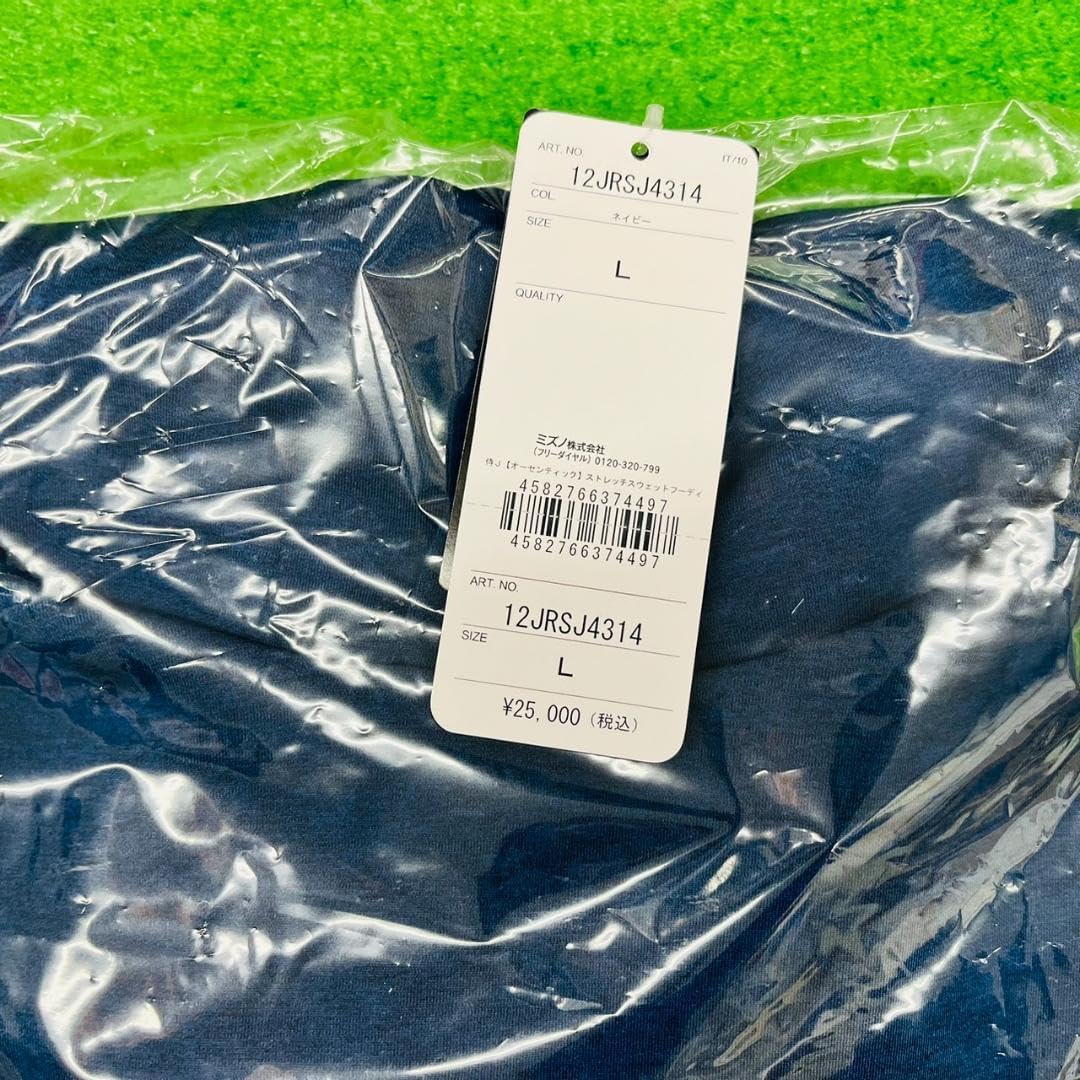 ART. NO.
IT/10
12JRSJ4314
COL.
ネイビー
SIZE
L
QUALITY
ミズノ株式会社
(フリーダイヤル) 0120-320-799
侍J【オーセンティック】ストレッチスウェットフーディ
4582766374497
4582766374497
ART. NO.
12JRSJ4314
SIZE
L
¥25,000(税込)